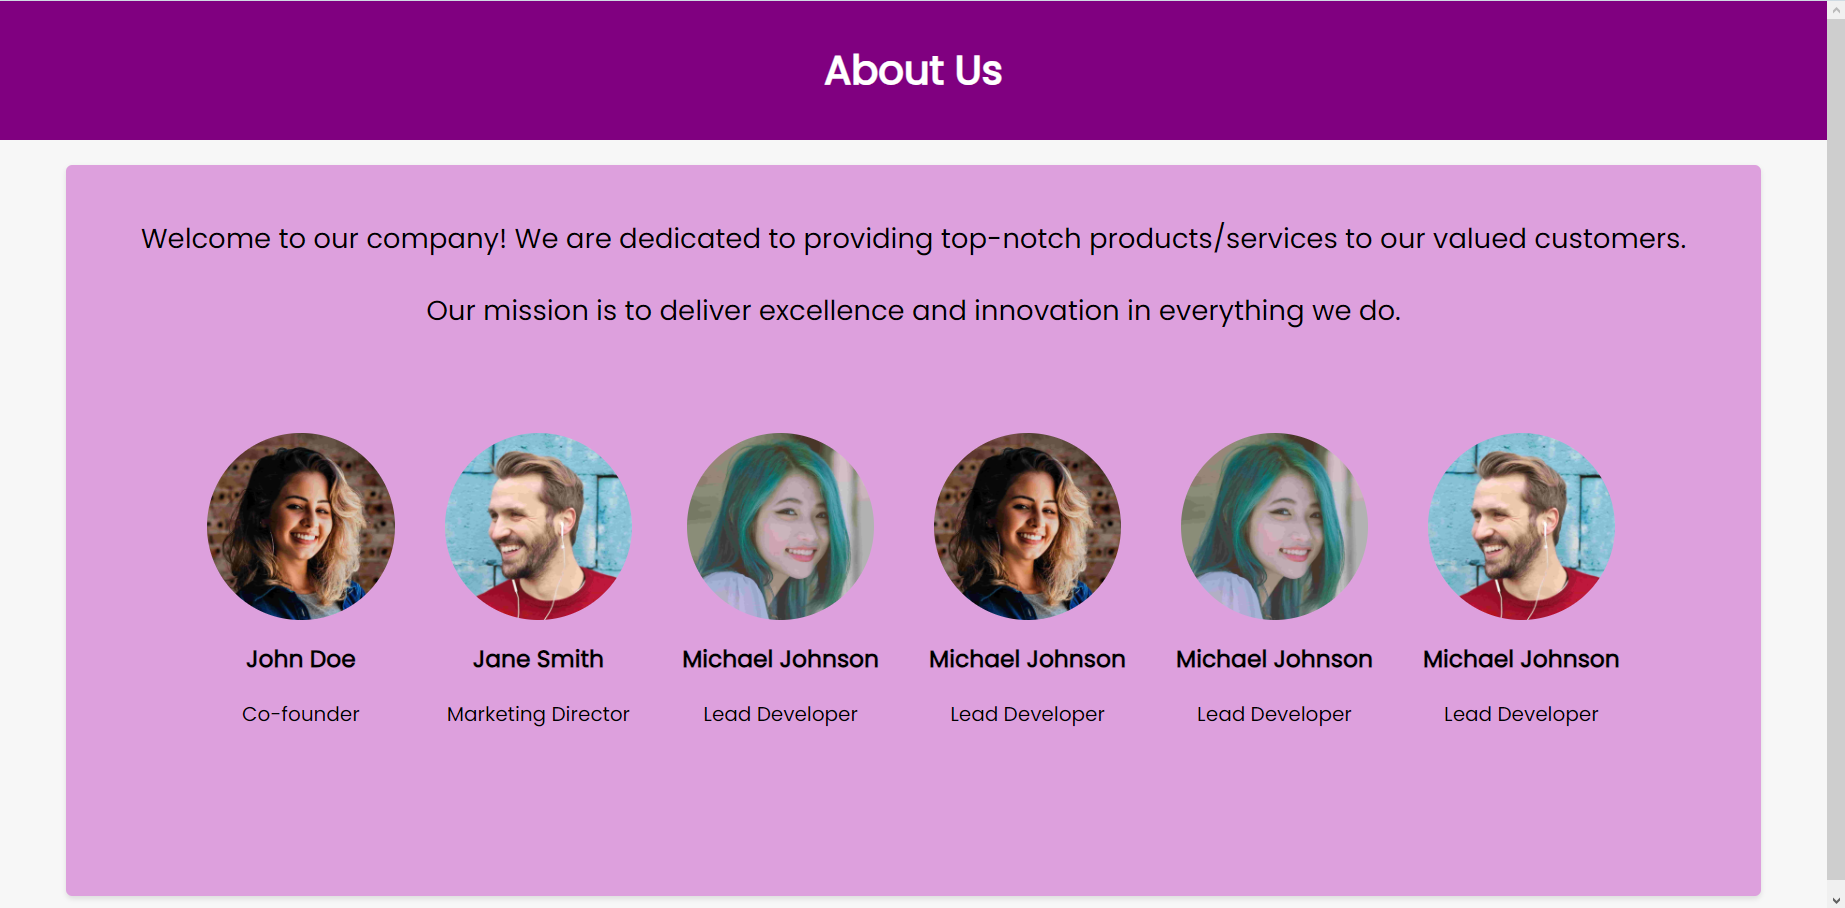 About Us
Welcome to our company! We are dedicated to providing top-notch products/services to our valued customers.
Our mission is to deliver excellence and innovation in everything we do.
John Doe
Co-founder
Jane Smith
Marketing Director
Michael Johnson
Lead Developer
Michael Johnson
Lead Developer
Michael Johnson
Lead Developer
Michael Johnson
Lead Developer